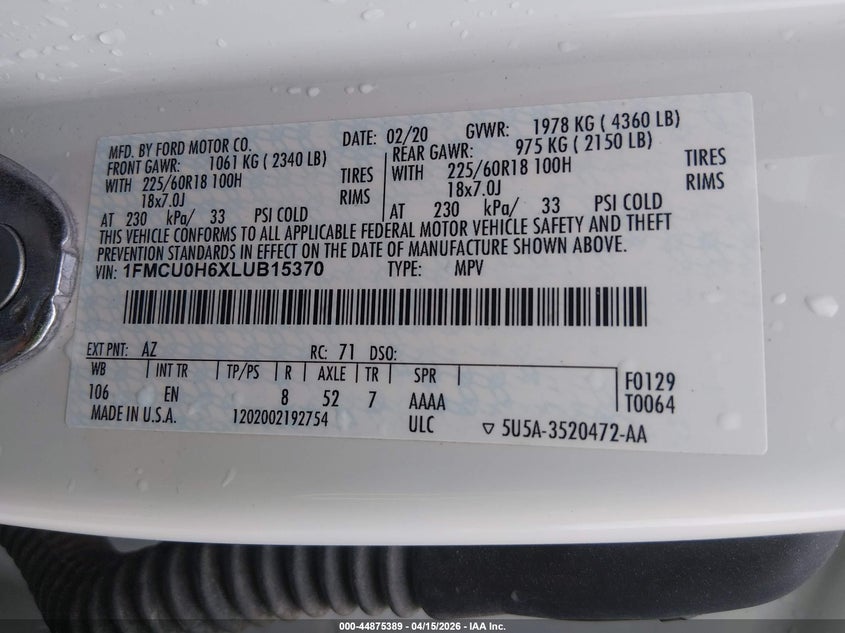 MFD. BY FORD MOTOR CO. DATE: 02/20 GVWR: 1978 KG ( 4360 LB)
FRONT GAWR: 1061 KG ( 2340 LB) REAR GAWR: 975 KG ( 2150 LB)
WITH 225/60R18 100H TIRES WITH 225/60R18 100H TIRES
18x7.0J RIMS 18x7.0J RIMS
AT 230 kPa/ 33 PSI COLD AT 230 kPa/ 33 PSI COLD
THIS VEHICLE CONFORMS TO ALL APPLICABLE FEDERAL MOTOR VEHICLE SAFETY AND THEFT
PREVENTION STANDARDS IN EFFECT ON THE DATE OF MANUFACTURE SHOWN ABOVE.
VIN: 1FMCU0H6XLUB15370 TYPE: MPV
EXT PNT: AZ RC: 71 DSO:
WB INT TR TP/PS R AXLE TR SPR F0129
106 EN 8 52 7 AAAA T0064
MADE IN U.S.A. 1202002192754 ULC ▽ 5U5A-3520472-AA
000-44875389 - 04/15/2026 - IAA Inc.